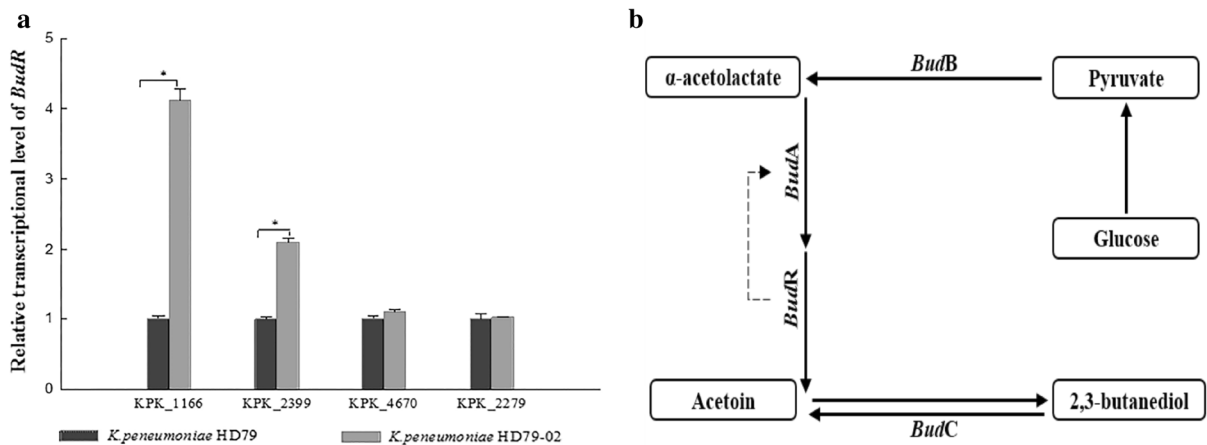 a
Relative transcriptional level of BudR
5
4
3
2
1
0
*
*
KPK_1166
KPK_2399
KPK_4670
KPK_2279
K.peneumoniae HD79
K.peneumoniae HD79-02
b
α-acetolactate
BudB
Pyruvate
BudA
Glucose
BudR
Acetoin
2,3-butanediol
BudC